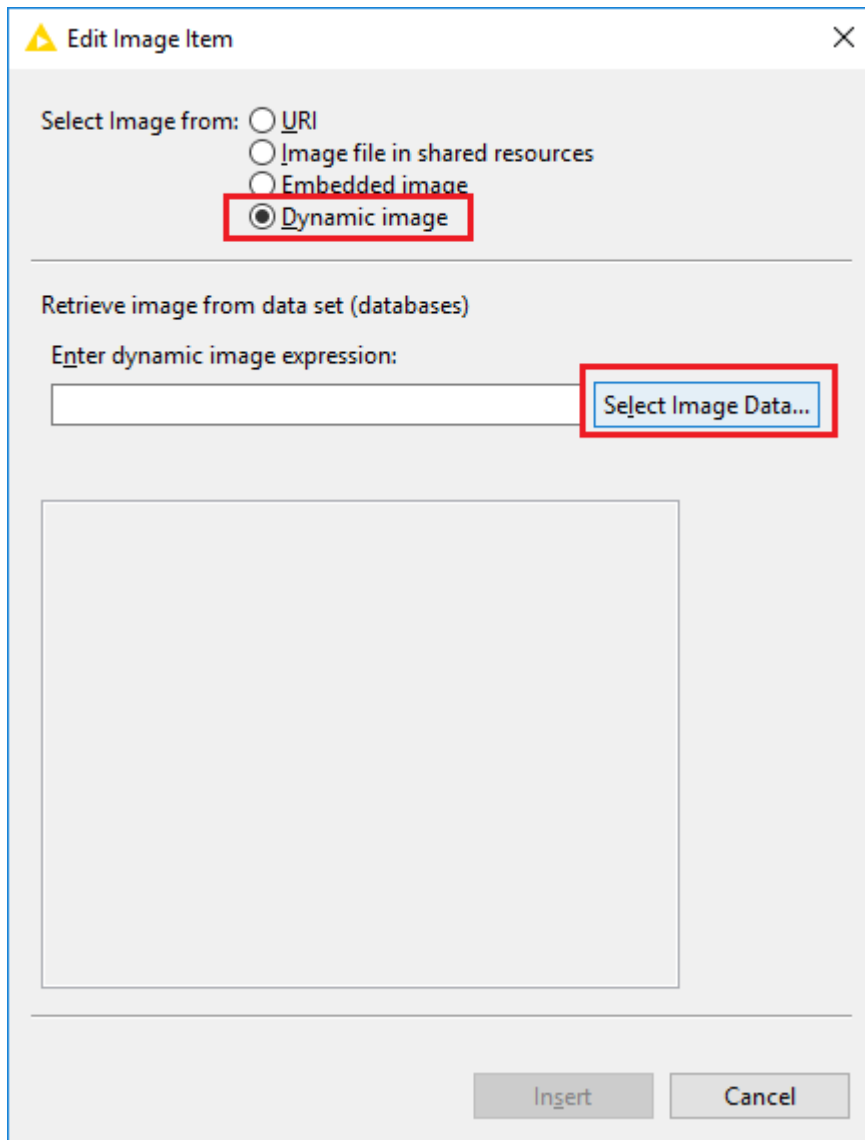 Edit Image Item
Select Image from: URI
Image file in shared resources
Embedded image
Dynamic image
Retrieve image from data set (databases)
Enter dynamic image expression:
Select Image Data...
Insert Cancel